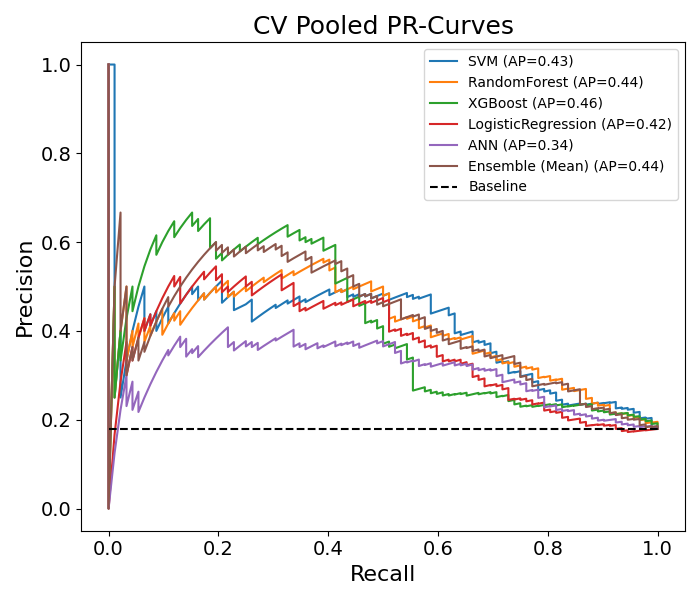 CV Pooled PR-Curves
SVM (AP=0.43)
RandomForest (AP=0.44)
XGBoost (AP=0.46)
LogisticRegression (AP=0.42)
ANN (AP=0.34)
Ensemble (Mean) (AP=0.44)
Baseline
Precision
1.0
0.8
0.6
0.4
0.2
0.0
0.0 0.2 0.4 0.6 0.8 1.0
Recall